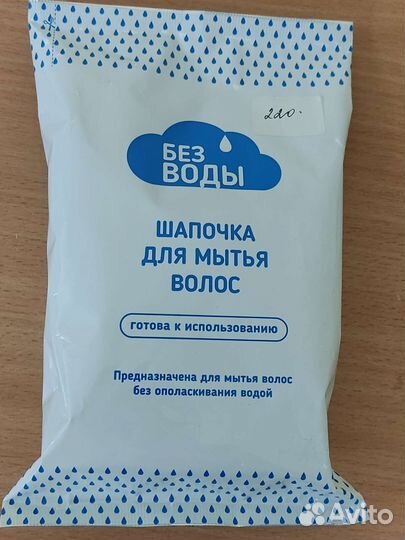 220.-
БЕЗ
ВОДЫ
ШАПОЧКА
ДЛЯ МЫТЬЯ
ВОЛОС
готова к использованию
Предназначена для мытья волос
без ополаскивания водой
Avito